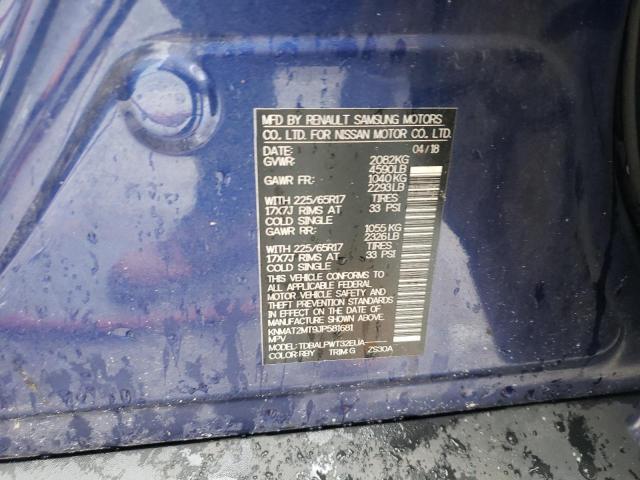 MFD BY RENAULT SAMSUNG MOTORS
CO., LTD. FOR NISSAN MOTOR CO., LTD.
DATE: 04/18
GVWR: 2082KG
4590LB
GAWR FR: 1040KG
2293LB
WITH 225/65R17 TIRES
17X7J RIMS AT 33 PSI
COLD SINGLE
GAWR RR: 1055KG
2326LB
WITH 225/65R17 TIRES
17X7J RIMS AT 33 PSI
COLD SINGLE
THIS VEHICLE CONFORMS TO
ALL APPLICABLE FEDERAL
MOTOR VEHICLE SAFETY AND
THEFT PREVENTION STANDARDS
IN EFFECT ON THE DATE OF
MANUFACTURE SHOWN ABOVE.
KNMAT2MT9JP581681
MPV
MODEL: TDBALPWT32EUA-----
COLOR: RBY TRIM: G ZS30A